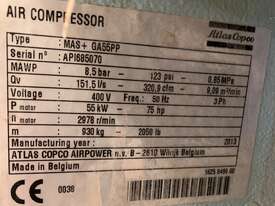 AIR COMPRESSOR
Atlas Copco
Type : MAS+ GA55PP
Serial n° : API685070
MAWP : 8,5 bar - 123 psi 0,85 MPa
Qv : 151,5 l/s - 320,9 cfm - 9,09 m³/min
Voltage : 400 V Freq.: 50 Hz 3 Ph
P motor : 55 kW - 75 hp
n motor : 2978 r/min
m : 930 kg - 2050 lb
Manufacturing year : 2013
ATLAS COPCO AIRPOWER n.v. B - 2610 Wilrijk Belgium
Made in Belgium
CE 0038